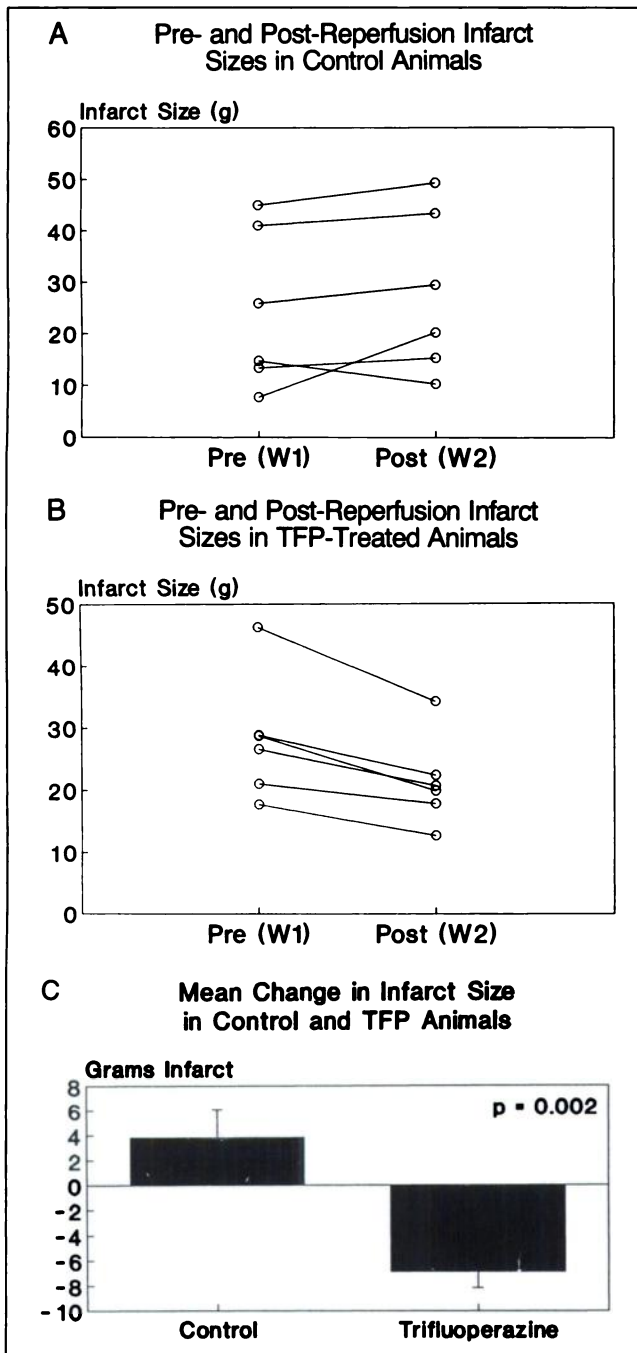 A Pre- and Post-Reperfusion Infarct
Sizes in Control Animals
Infarct Size (g)
60
50
40
30
20
10
0
Pre (W1) Post (W2)
B Pre- and Post-Reperfusion Infarct
Sizes in TFP-Treated Animals
Infarct Size (g)
50
40
30
20
10
0
Pre (W1) Post (W2)
C Mean Change in Infarct Size
in Control and TFP Animals
Grams Infarct
8
p = 0.002
6
4
2
0
-2
-4
-6
-8
-10
Control Trifluoperazine